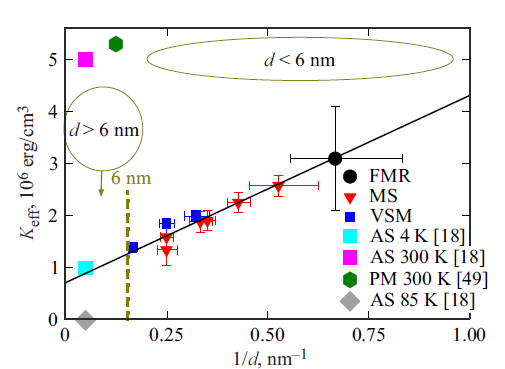 5
4
3
2
1
0
K_eff, 10^6 erg/cm^3
d < 6 nm
d > 6 nm
6 nm
FMR
MS
VSM
AS 4 K [18]
AS 300 K [18]
PM 300 K [49]
AS 85 K [18]
0 0.25 0.50 0.75 1.00
1/d, nm^–1